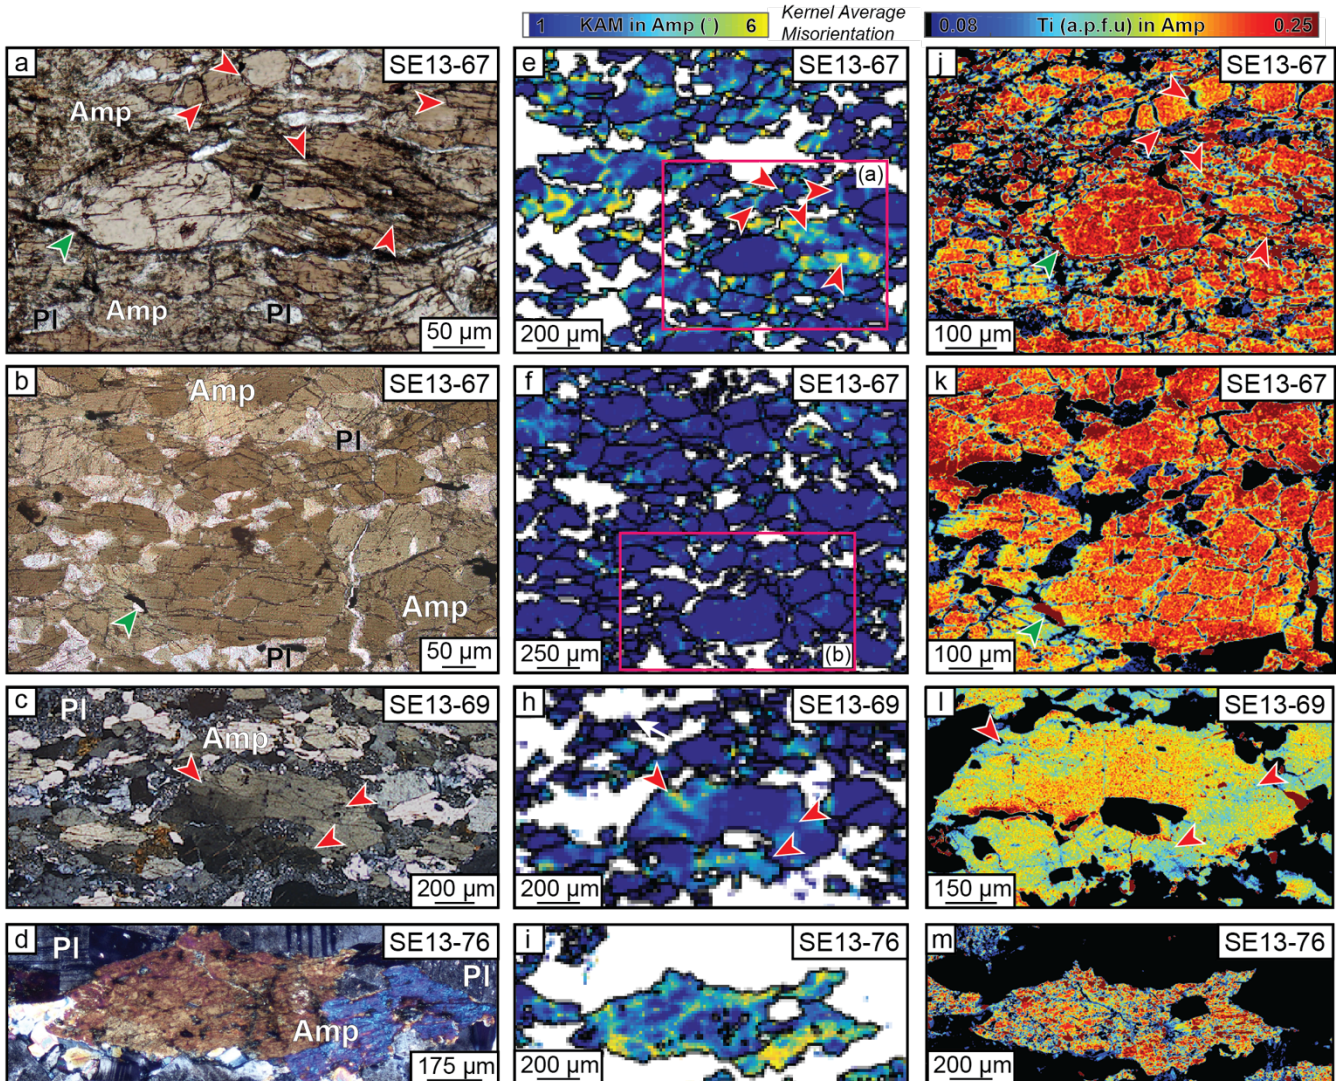 1 KAM in Amp (°) 6
Kernel Average
Misorientation
0.08 Ti (a.p.f.u) in Amp 0.25
a
SE13-67
Amp
Amp
Pl
Pl
50 µm
e
SE13-67
(a)
200 µm
j
SE13-67
100 µm
b
SE13-67
Amp
Pl
Amp
Pl
50 µm
f
SE13-67
(b)
250 µm
k
SE13-67
100 µm
c
SE13-69
Pl
Amp
200 µm
h
SE13-69
200 µm
l
SE13-69
150 µm
d
SE13-76
Pl
Pl
Amp
175 µm
i
SE13-76
200 µm
m
SE13-76
200 µm